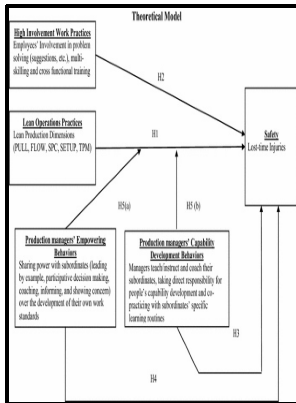 Theoretical Model
High Involvement Work Practices
Employees' Involvement in problem
solving (suggestions, etc.), multi-
skilling and cross functional training
H2
Lean Operations Practices
Lean Production Dimensions
(PULL, FLOW, SPC, SETUP, TPM)
H1
Safety
Lost-time Injuries
H5(a)
H5 (b)
Production managers' Empowering
Behaviors
Sharing power with subordinates (leading
by example, participative decision making,
coaching, informing, and showing concern)
over the development of their own work
standards
Production managers' Capability
Development Behaviors
Managers teach/instruct and coach their
subordinates, taking direct responsibility for
people's capability development and co-
practicing with subordinates' specific
learning routines
H3
H4